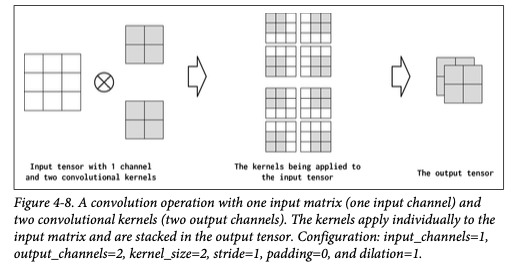 Input tensor with 1 channel
and two convolutional kernels
The kernels being applied to
the input tensor
The output tensor
Figure 4-8. A convolution operation with one input matrix (one input channel) and
two convolutional kernels (two output channels). The kernels apply individually to the
input matrix and are stacked in the output tensor. Configuration: input_channels=1,
output_channels=2, kernel_size=2, stride=1, padding=0, and dilation=1.